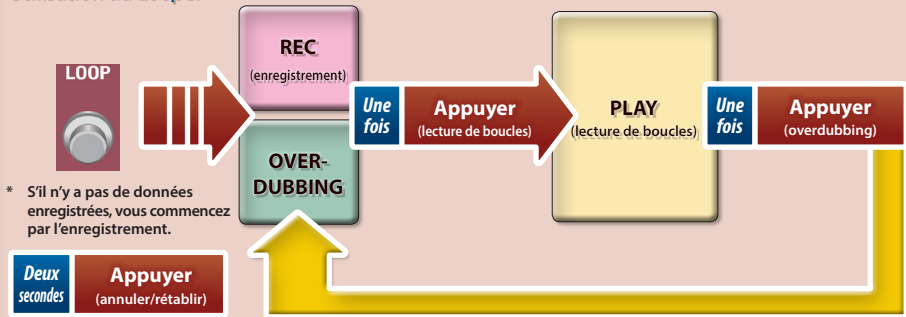 LOOP
REC
(enregistrement)
OVER-
DUBBING
Une
fois
Appuyer
(lecture de boucles)
PLAY
(lecture de boucles)
Une
fois
Appuyer
(overdubbing)
* S'il n'y a pas de données
enregistrées, vous commencez
par l'enregistrement.
Deux
secondes
Appuyer
(annuler/rétablir)